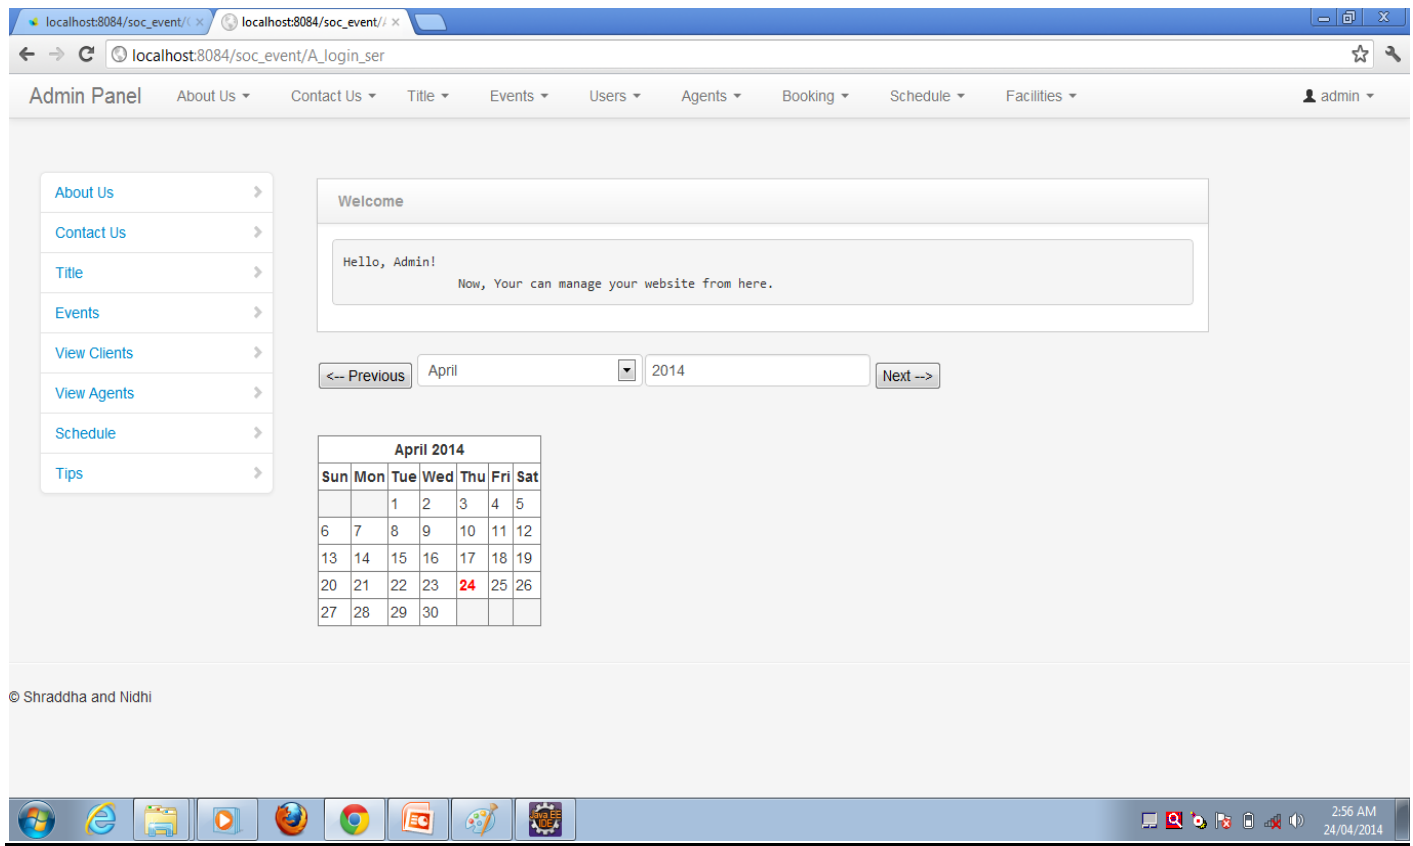 localhost:8084/soc_event/( localhost:8084/soc_event/A
localhost:8084/soc_event/A_login_ser
Admin Panel About Us Contact Us Title Events Users Agents Booking Schedule Facilities admin
About Us
Contact Us
Title
Events
View Clients
View Agents
Schedule
Tips
Welcome
Hello, Admin!
Now, Your can manage your website from here.
<-- Previous April 2014 Next -->
April 2014
Sun Mon Tue Wed Thu Fri Sat
1 2 3 4 5
6 7 8 9 10 11 12
13 14 15 16 17 18 19
20 21 22 23 24 25 26
27 28 29 30
© Shraddha and Nidhi
Java EE
IDE
2:56 AM
24/04/2014